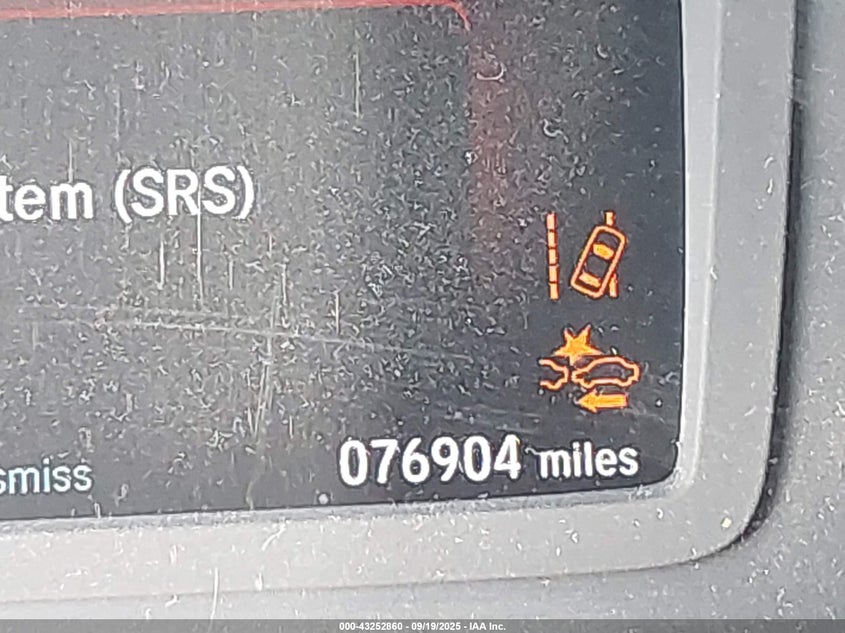 tem (SRS)
smiss
076904 miles
000-43252860 - 09/19/2025 - IAA Inc.